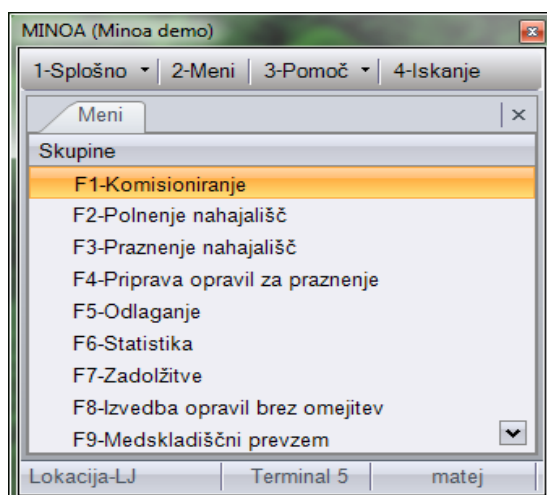 MINOA (Minoa demo)
1-Splošno 2-Meni 3-Pomoč 4-Iskanje
Meni
Skupine
F1-Komisioniranje
F2-Polnenje nahajališč
F3-Praznenje nahajališč
F4-Priprava opravil za praznenje
F5-Odlaganje
F6-Statistika
F7-Zadolžitve
F8-Izvedba opravil brez omejitev
F9-Medskladiščni prevzem
Lokacija-LJ Terminal 5 matej